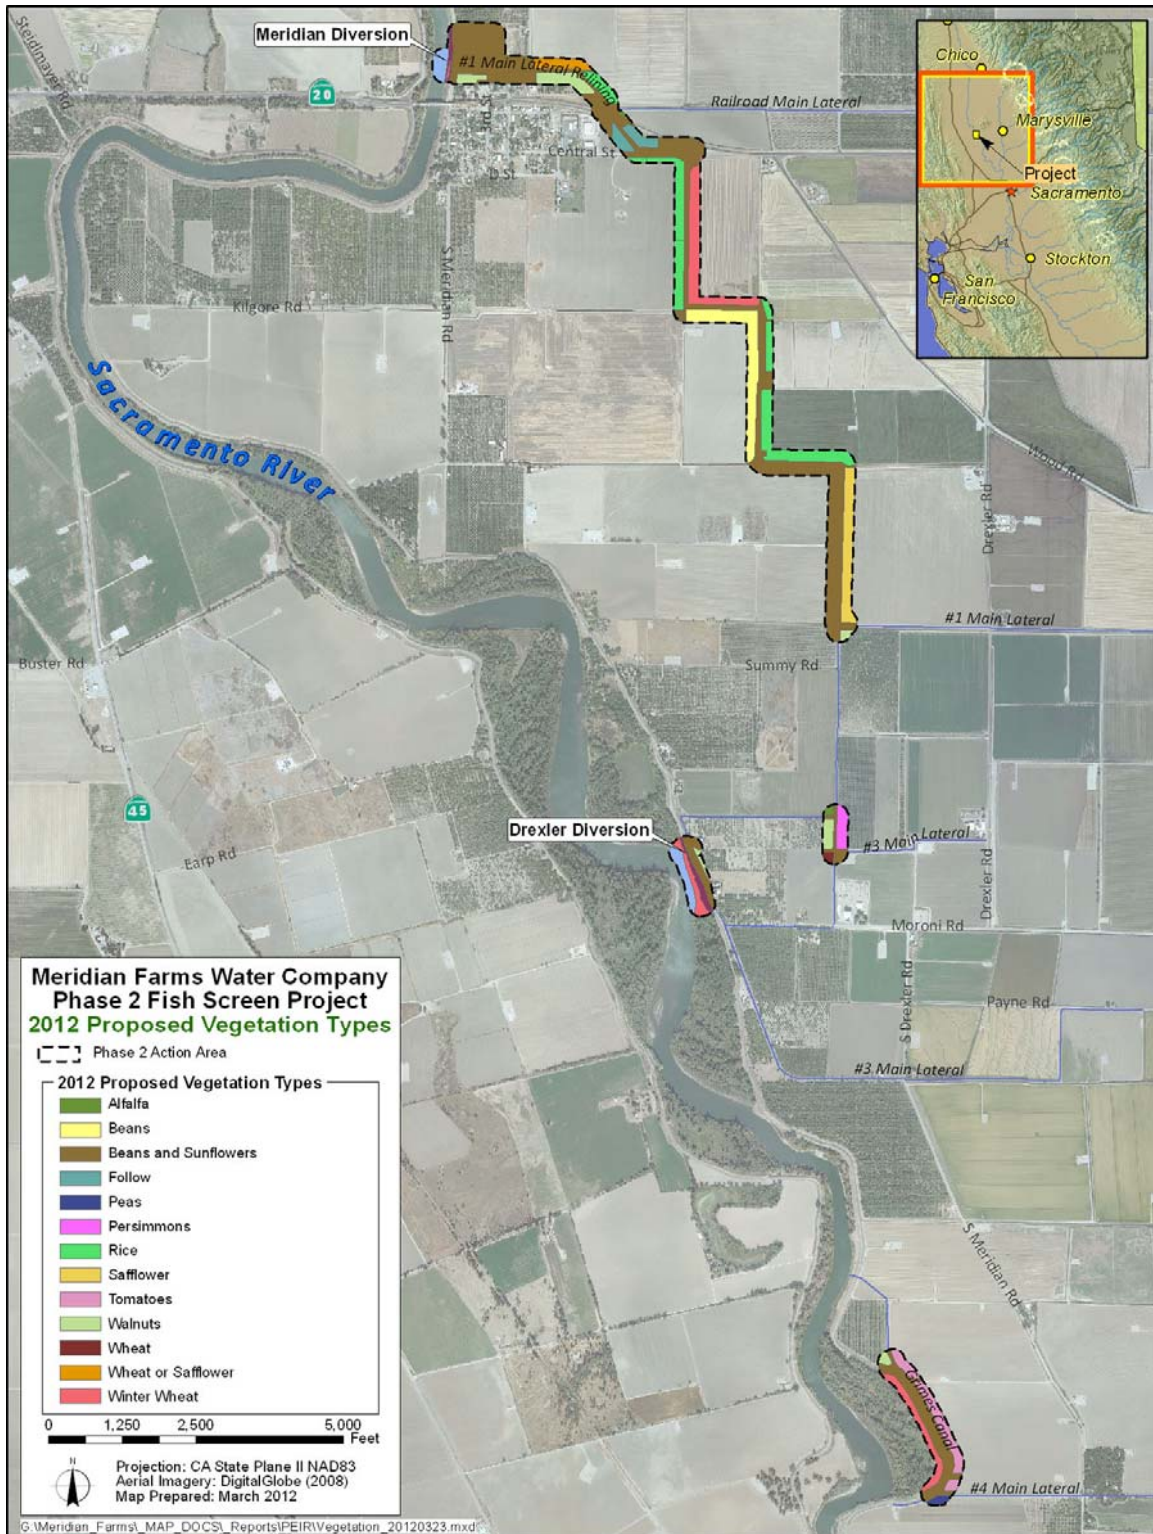 Steidlmayer Rd
20
Meridian Diversion
#1 Main Lateral Relining
3rd St
Railroad Main Lateral
Central St
D St
S Meridian Rd
Kilgore Rd
Sacramento River
Chico
Marysville
Project
Sacramento
Stockton
San
Francisco
Wood Rd
Drexler Rd
#1 Main Lateral
Buster Rd
Summy Rd
45
Earp Rd
Drexler Diversion
#3 Main Lateral
Drexler Rd
Moroni Rd
S Drexler Rd
Payne Rd
#3 Main Lateral
S Meridian Rd
Grimes Canal
#4 Main Lateral
Meridian Farms Water Company
Phase 2 Fish Screen Project
2012 Proposed Vegetation Types
Phase 2 Action Area
2012 Proposed Vegetation Types
Alfalfa
Beans
Beans and Sunflowers
Follow
Peas
Persimmons
Rice
Safflower
Tomatoes
Walnuts
Wheat
Wheat or Safflower
Winter Wheat
0 1,250 2,500 5,000
Feet
N
Projection: CA State Plane II NAD83
Aerial Imagery: DigitalGlobe (2008)
Map Prepared: March 2012
G:\Meridian_Farms\_MAP_DOCS\_Reports\PEIR\Vegetation_20120323.mxd